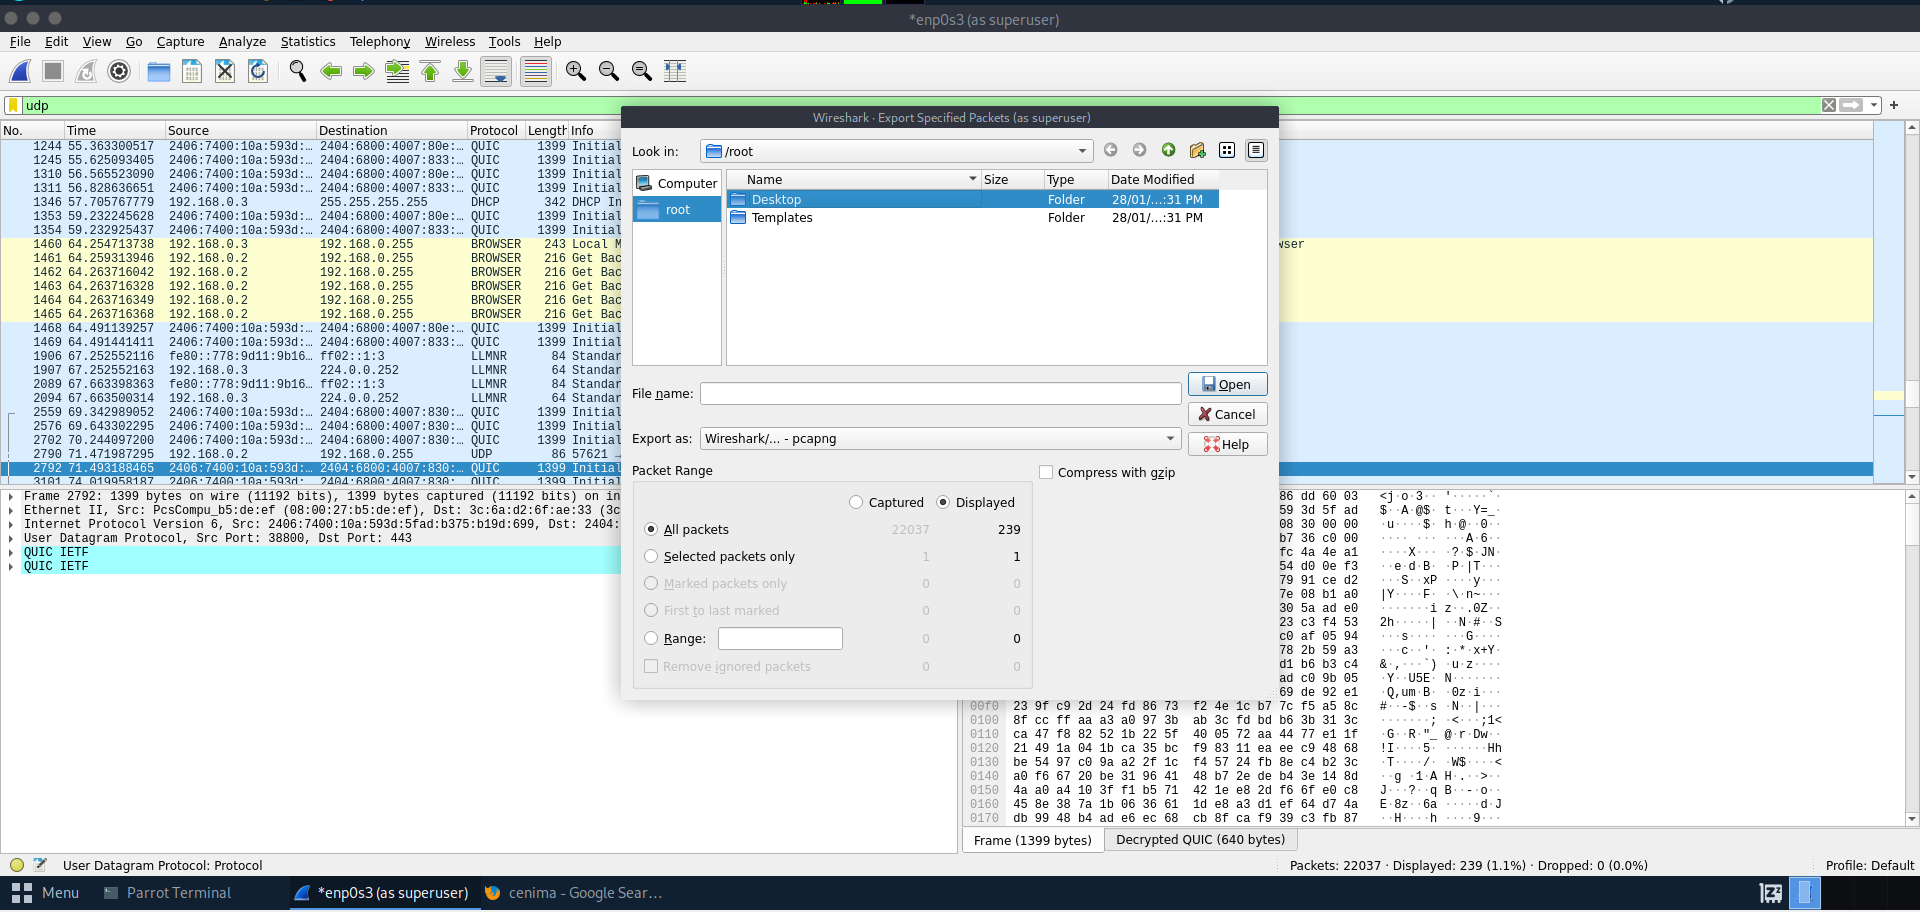 *enp0s3 (as superuser)
File Edit View Go Capture Analyze Statistics Telephony Wireless Tools Help
udp
No. Time Source Destination Protocol Length Info
1244 55.363300517 2406:7400:10a:593d:… 2404:6800:4007:80e:… QUIC 1399 Initial
1245 55.625093405 2406:7400:10a:593d:… 2404:6800:4007:833:… QUIC 1399 Initial
1310 56.565523090 2406:7400:10a:593d:… 2404:6800:4007:80e:… QUIC 1399 Initial
1311 56.828636651 2406:7400:10a:593d:… 2404:6800:4007:833:… QUIC 1399 Initial
1346 57.705767779 192.168.0.3 255.255.255.255 DHCP 342 DHCP In
1353 59.232245628 2406:7400:10a:593d:… 2404:6800:4007:80e:… QUIC 1399 Initial
1354 59.232925437 2406:7400:10a:593d:… 2404:6800:4007:833:… QUIC 1399 Initial
1460 64.254713738 192.168.0.3 192.168.0.255 BROWSER 243 Local M wser
1461 64.259313946 192.168.0.2 192.168.0.255 BROWSER 216 Get Bac
1462 64.263716042 192.168.0.2 192.168.0.255 BROWSER 216 Get Bac
1463 64.263716328 192.168.0.2 192.168.0.255 BROWSER 216 Get Bac
1464 64.263716349 192.168.0.2 192.168.0.255 BROWSER 216 Get Bac
1465 64.263716368 192.168.0.2 192.168.0.255 BROWSER 216 Get Bac
1468 64.491139257 2406:7400:10a:593d:… 2404:6800:4007:80e:… QUIC 1399 Initial
1469 64.491441411 2406:7400:10a:593d:… 2404:6800:4007:833:… QUIC 1399 Initial
1906 67.252552116 fe80::778:9d11:9b16… ff02::1:3 LLMNR 84 Standar
1907 67.252552163 192.168.0.3 224.0.0.252 LLMNR 64 Standar
2089 67.663398363 fe80::778:9d11:9b16… ff02::1:3 LLMNR 84 Standar
2094 67.663500314 192.168.0.3 224.0.0.252 LLMNR 64 Standar
2559 69.342989052 2406:7400:10a:593d:… 2404:6800:4007:830:… QUIC 1399 Initial
2576 69.643302295 2406:7400:10a:593d:… 2404:6800:4007:830:… QUIC 1399 Initial
2702 70.244097200 2406:7400:10a:593d:… 2404:6800:4007:830:… QUIC 1399 Initial
2790 71.471987295 192.168.0.2 192.168.0.255 UDP 86 57621 →
2792 71.493188465 2406:7400:10a:593d:… 2404:6800:4007:830:… QUIC 1399 Initial
3101 74.019958187 2406:7400:10a:593d:… 2404:6800:4007:830:… QUIC 1399 Initial
Wireshark · Export Specified Packets (as superuser)
Look in: /root
Computer
root
Name Size Type Date Modified
Desktop Folder 28/01/...:31 PM
Templates Folder 28/01/...:31 PM
File name: Open
Cancel
Export as: Wireshark/... - pcapng Help
Packet Range Compress with gzip
Captured Displayed
All packets 22037 239
Selected packets only 1 1
Marked packets only 0 0
First to last marked 0 0
Range: 0 0
Remove ignored packets 0 0
Frame 2792: 1399 bytes on wire (11192 bits), 1399 bytes captured (11192 bits) on in
Ethernet II, Src: PcsCompu_b5:de:ef (08:00:27:b5:de:ef), Dst: 3c:6a:d2:6f:ae:33 (3c
Internet Protocol Version 6, Src: 2406:7400:10a:593d:5fad:b375:b19d:699, Dst: 2404:
User Datagram Protocol, Src Port: 38800, Dst Port: 443
QUIC IETF
QUIC IETF
86 dd 60 03
59 3d 5f ad
08 30 00 00
b7 36 c0 00
fc 4a 4e a1
54 d0 0e f3
79 91 ce d2
7e 08 b1 a0
30 5a ad e0
23 c3 f4 53
c0 af 05 94
78 2b 59 a3
d1 b6 b3 c4
ad c0 9b 05
69 de 92 e1
00f0 23 9f c9 2d 24 fd 86 73 f2 4e 1c b7 7c f5 a5 8c
0100 8f cc ff aa a3 a0 97 3b ab 3c fd bd b6 3b 31 3c
0110 ca 47 f8 82 52 1b 22 5f 40 05 72 aa 44 77 e1 1f
0120 21 49 1a 04 1b ca 35 bc f9 83 11 ea ee c9 48 68
0130 be 54 97 c0 9a a2 2f 1c f4 57 24 fb 8e c4 b2 3c
0140 a0 f6 67 20 be 31 96 41 48 b7 2e de b4 3e 14 8d
0150 4a a0 a4 10 3f f1 b5 71 42 1e e8 2d f6 6f e0 c8
0160 45 8e 38 7a 1b 06 36 61 1d e8 a3 d1 ef 64 d7 4a
0170 db 99 48 b4 ad e6 ec 68 cb 8f ca f9 39 c3 fb 87
Frame (1399 bytes) Decrypted QUIC (640 bytes)
User Datagram Protocol: Protocol Packets: 22037 · Displayed: 239 (1.1%) · Dropped: 0 (0.0%) Profile: Default
Menu Parrot Terminal *enp0s3 (as superuser) cenima - Google Sear...